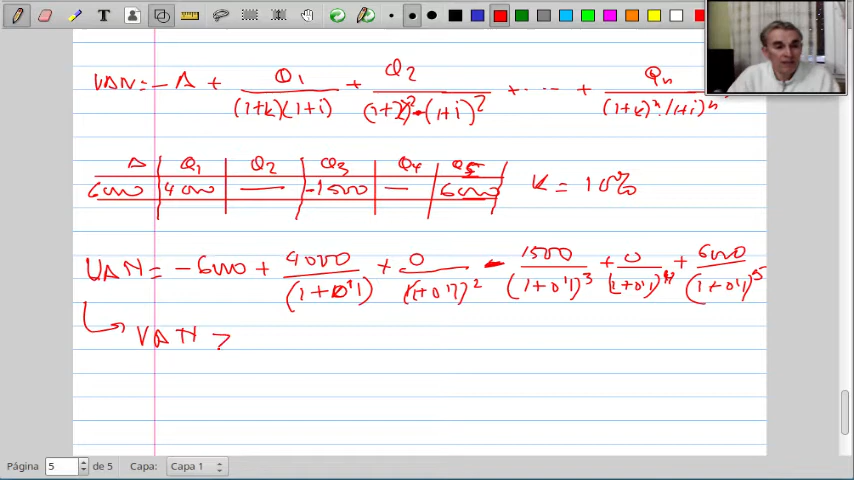 VAN = -A + Q1/(1+k)(1+i) + Q2/(1+k)²·(1+i)² + ... + Qn/(1+k)ⁿ·(1+i)ⁿ
A | Q1 | Q2 | Q3 | Q4 | Q5
6000 | 4000 | — | -1500 | — | 6000 K = 10%
VAN = -6000 + 4000/(1+0'1) + 0/(1+0'1)² - 1500/(1+0'1)³ + 0/(1+0'1)⁴ + 6000/(1+0'1)⁵
VAN >
Página 5 de 5 Capa: Capa 1